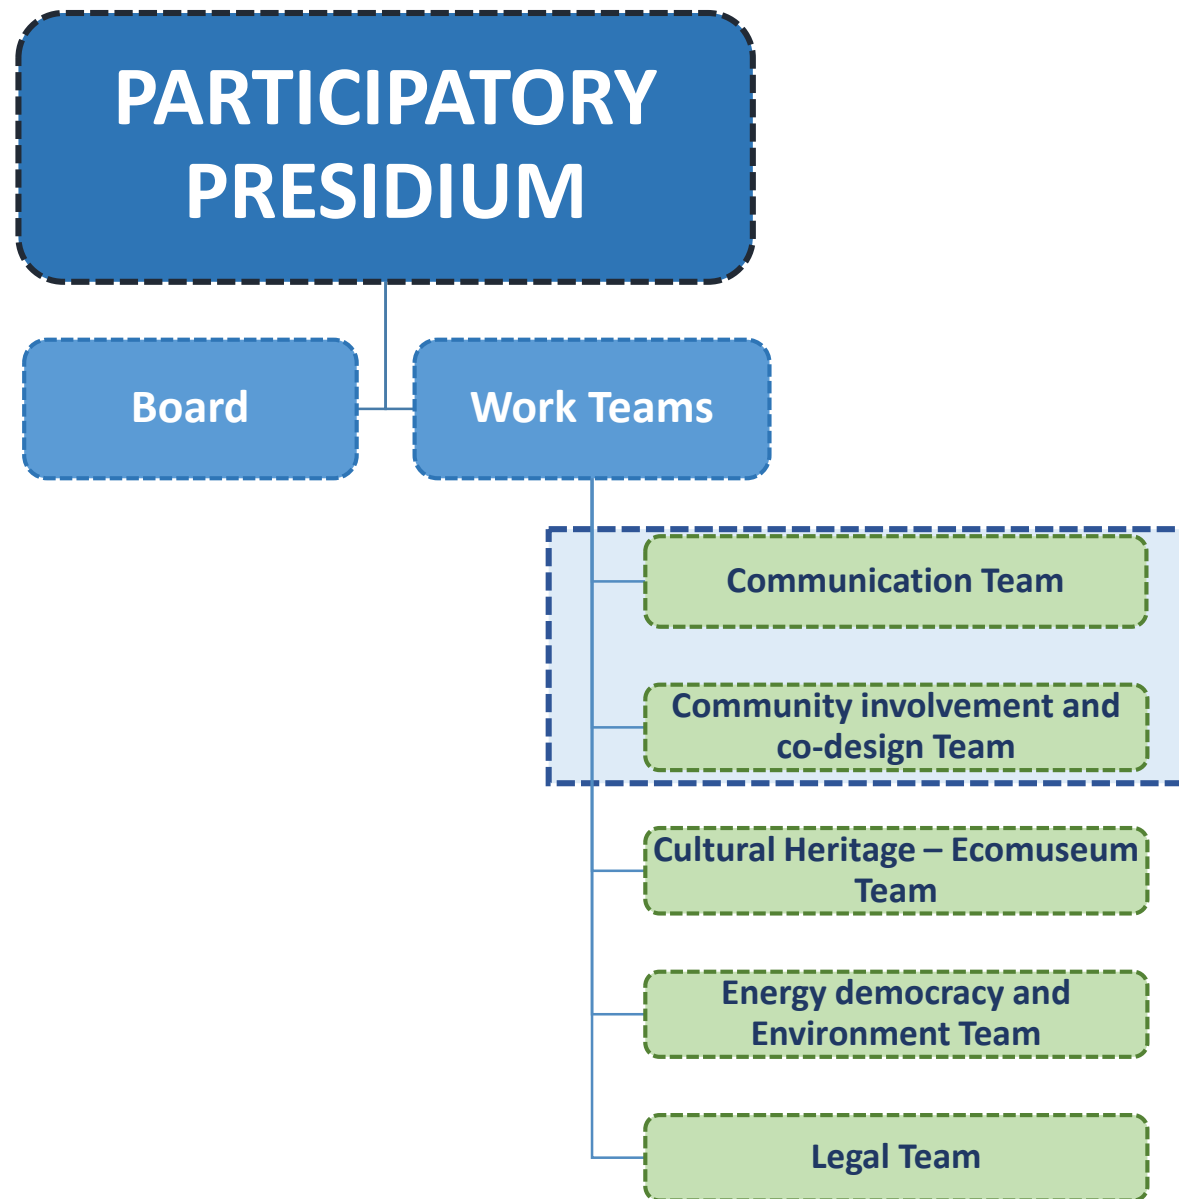 PARTICIPATORY
PRESIDIUM
Board
Work Teams
Communication Team
Community involvement and
co-design Team
Cultural Heritage – Ecomuseum
Team
Energy democracy and
Environment Team
Legal Team